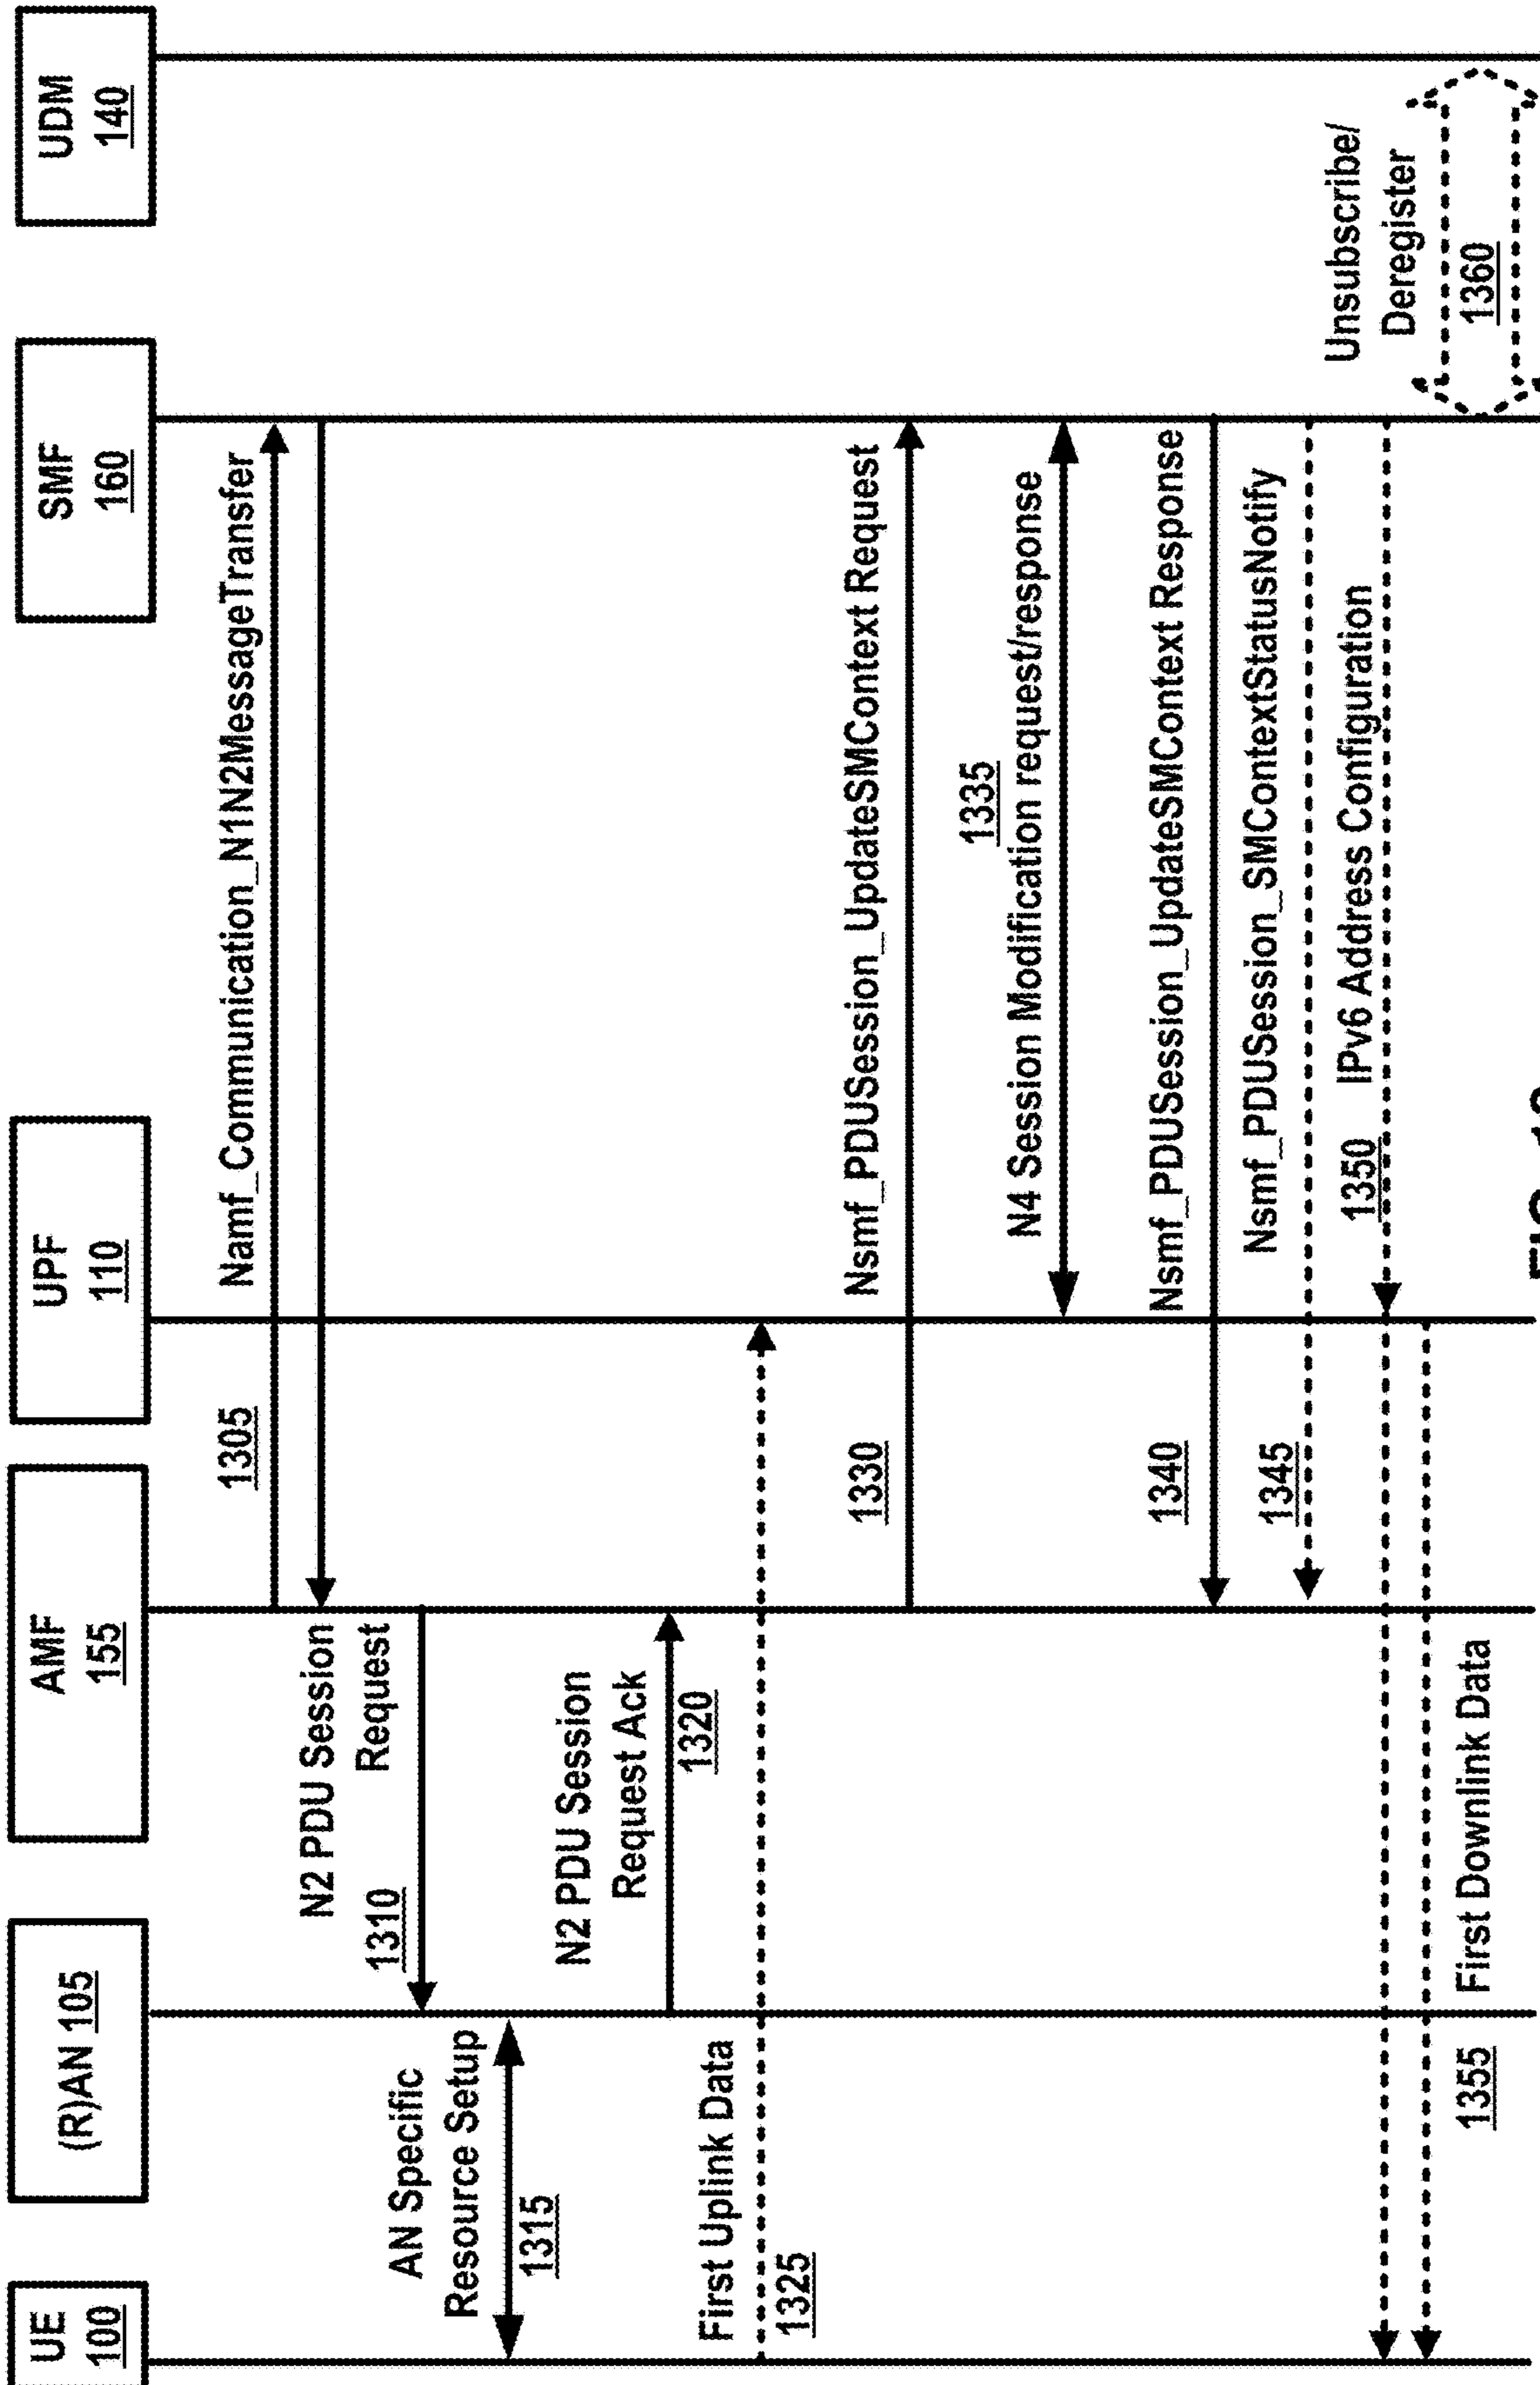 UE
100
(R)AN 105
AMF
155
UPF
110
SMF
160
UDM
140
Namf_Communication_N1N2MessageTransfer
1305
N2 PDU Session
Request
1310
AN Specific
Resource Setup
1315
N2 PDU Session
Request Ack
1320
First Uplink Data
1325
Nsmf_PDUSession_UpdateSMContext Request
1330
1335
N4 Session Modification request/response
Nsmf_PDUSession_UpdateSMContext Response
1340
Nsmf_PDUSession_SMContextStatusNotify
1345
1350 IPv6 Address Configuration
First Downlink Data
1355
Unsubscribe/
Deregister
1360